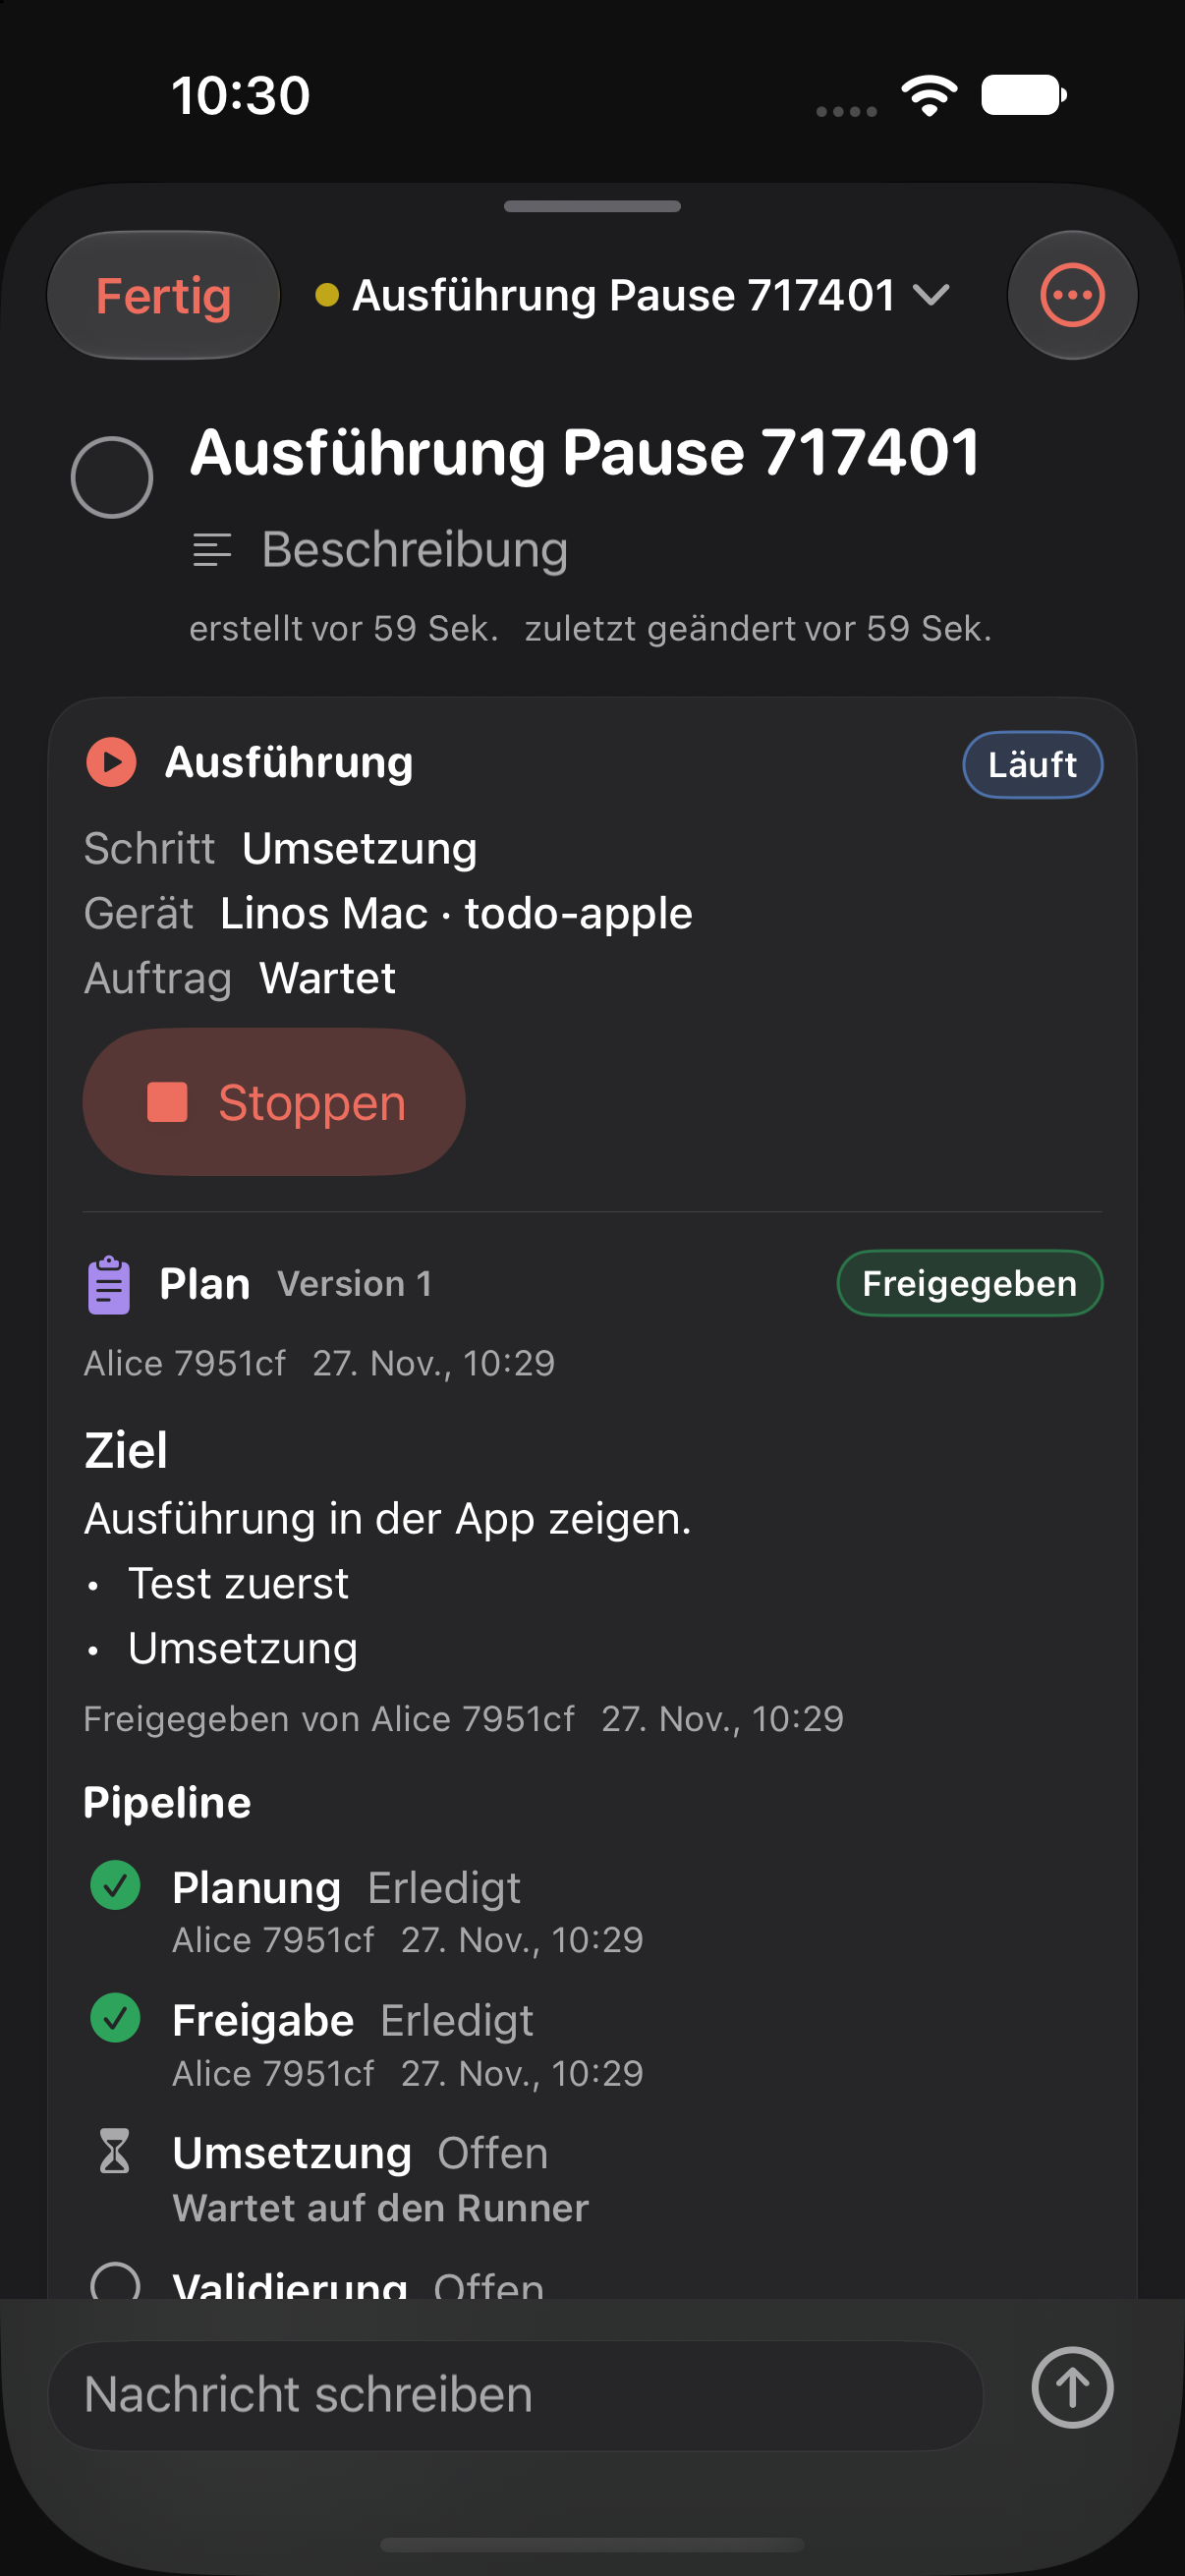 10:30
Fertig
Ausführung Pause 717401
Ausführung Pause 717401
Beschreibung
erstellt vor 59 Sek. zuletzt geändert vor 59 Sek.
Ausführung
Läuft
Schritt Umsetzung
Gerät Linos Mac · todo-apple
Auftrag Wartet
Stoppen
Plan Version 1
Freigegeben
Alice 7951cf 27. Nov., 10:29
Ziel
Ausführung in der App zeigen.
• Test zuerst
• Umsetzung
Freigegeben von Alice 7951cf 27. Nov., 10:29
Pipeline
Planung Erledigt
Alice 7951cf 27. Nov., 10:29
Freigabe Erledigt
Alice 7951cf 27. Nov., 10:29
Umsetzung Offen
Wartet auf den Runner
Validierung Offen
Nachricht schreiben